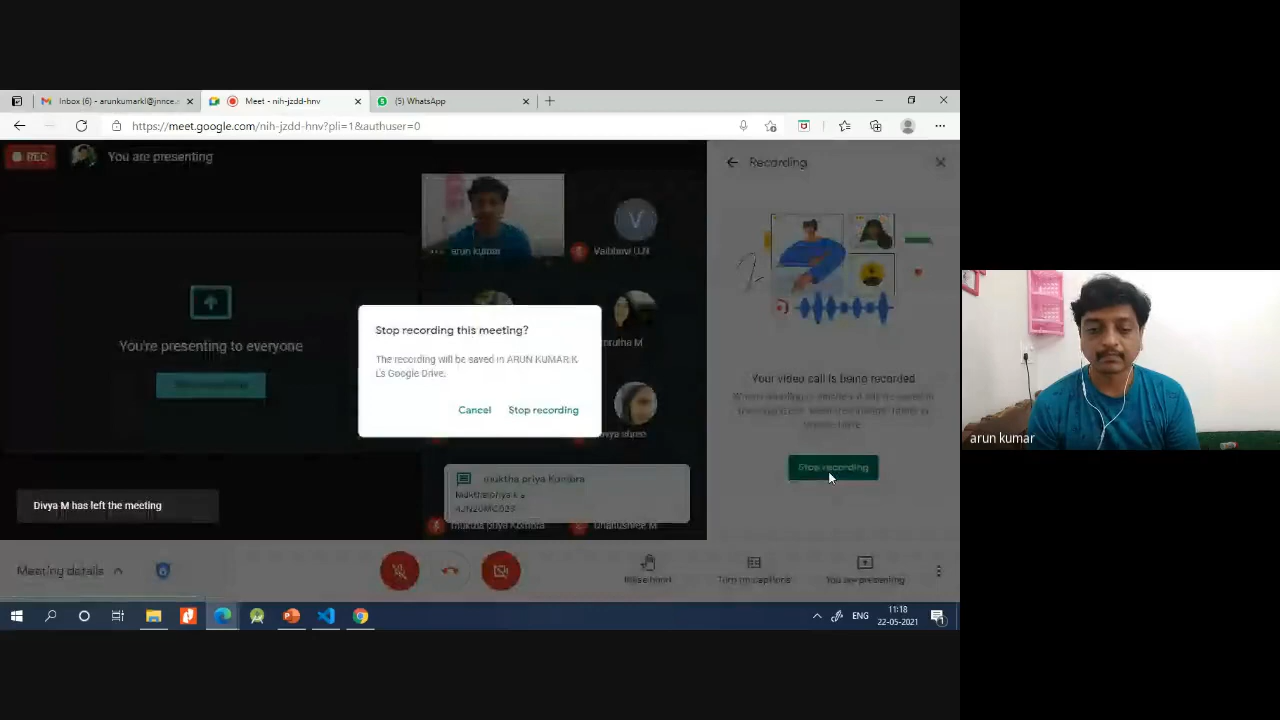 Inbox (6) - arunkumarkl@jnnce.
Meet - nih-jzdd-hnv
(5) WhatsApp
https://meet.google.com/nih-jzdd-hnv?pli=1&authuser=0
REC
You are presenting
Recording
arun kumar
V
Vaibhavi U.N
Stop recording this meeting?
The recording will be saved in ARUN KUMAR K
L's Google Drive.
Cancel Stop recording
You're presenting to everyone
Your video call is being recorded
Stop recording
muktha priya Kumura
Divya M has left the meeting
Dhanushree M
arun kumar
Meeting details
Raise hand
Turn on captions
You are presenting
ENG
11:18
22-05-2021